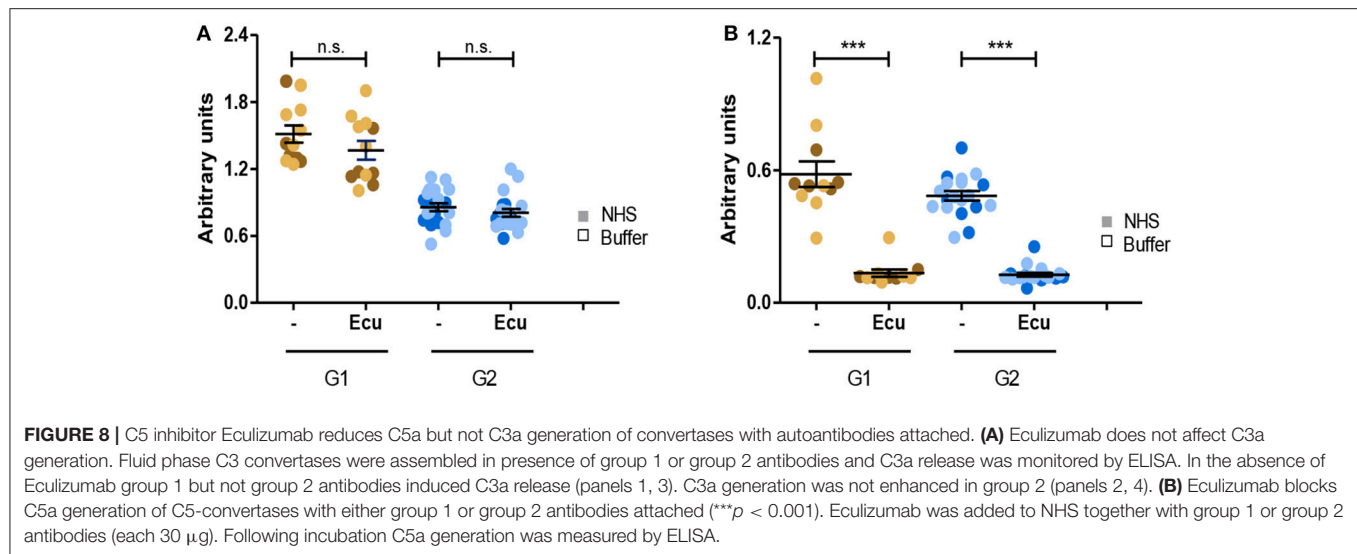 A
2.4
1.8
1.2
0.6
0.0
Arbitrary units
n.s.
n.s.
NHS
Buffer
-
Ecu
-
Ecu
G1
G2
B
1.2
0.6
0.0
Arbitrary units
***
***
NHS
Buffer
-
Ecu
-
Ecu
G1
G2
FIGURE 8 | C5 inhibitor Eculizumab reduces C5a but not C3a generation of convertases with autoantibodies attached. (A) Eculizumab does not affect C3a
generation. Fluid phase C3 convertases were assembled in presence of group 1 or group 2 antibodies and C3a release was monitored by ELISA. In the absence of
Eculizumab group 1 but not group 2 antibodies induced C3a release (panels 1, 3). C3a generation was not enhanced in group 2 (panels 2, 4). (B) Eculizumab blocks
C5a generation of C5-convertases with either group 1 or group 2 antibodies attached (***p < 0.001). Eculizumab was added to NHS together with group 1 or group 2
antibodies (each 30 μg). Following incubation C5a generation was measured by ELISA.